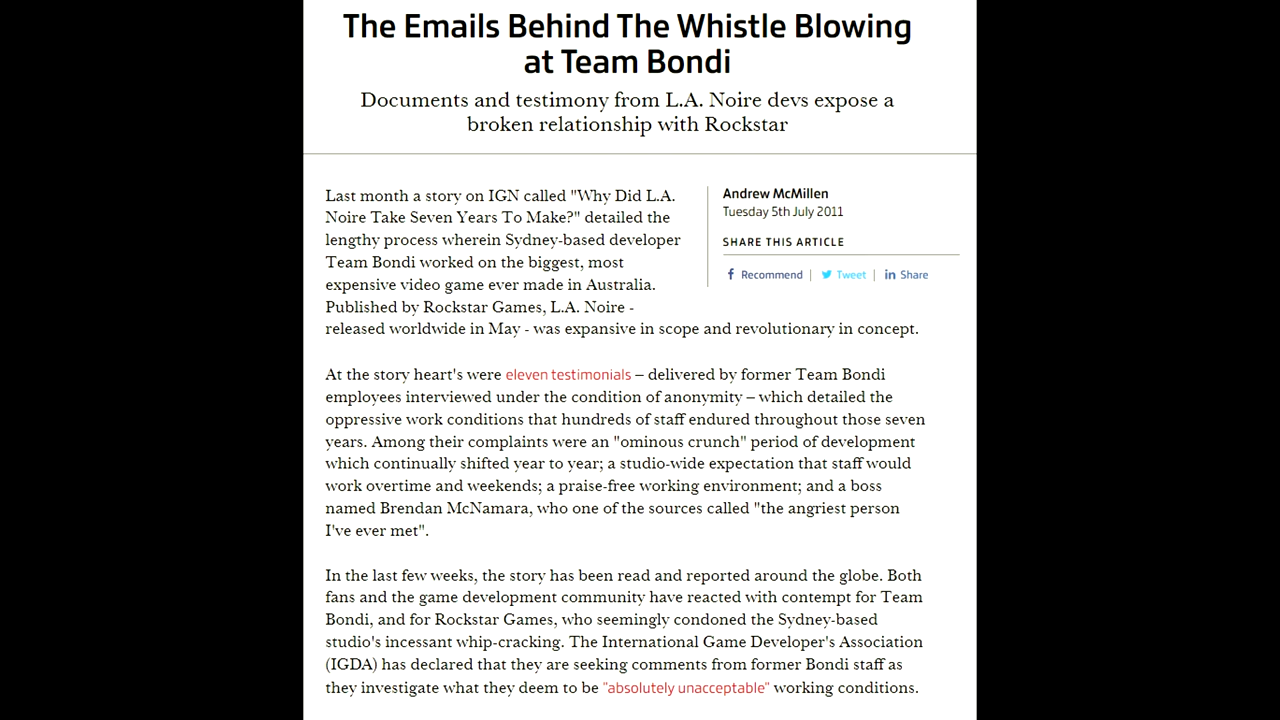 The Emails Behind The Whistle Blowing
at Team Bondi
Documents and testimony from L.A. Noire devs expose a
broken relationship with Rockstar
Last month a story on IGN called "Why Did L.A.
Noire Take Seven Years To Make?" detailed the
lengthy process wherein Sydney-based developer
Team Bondi worked on the biggest, most
expensive video game ever made in Australia.
Published by Rockstar Games, L.A. Noire -
released worldwide in May - was expansive in scope and revolutionary in concept.
Andrew McMillen
Tuesday 5th July 2011
SHARE THIS ARTICLE
Recommend | Tweet | Share
At the story heart's were eleven testimonials – delivered by former Team Bondi
employees interviewed under the condition of anonymity – which detailed the
oppressive work conditions that hundreds of staff endured throughout those seven
years. Among their complaints were an "ominous crunch" period of development
which continually shifted year to year; a studio-wide expectation that staff would
work overtime and weekends; a praise-free working environment; and a boss
named Brendan McNamara, who one of the sources called "the angriest person
I've ever met".
In the last few weeks, the story has been read and reported around the globe. Both
fans and the game development community have reacted with contempt for Team
Bondi, and for Rockstar Games, who seemingly condoned the Sydney-based
studio's incessant whip-cracking. The International Game Developer's Association
(IGDA) has declared that they are seeking comments from former Bondi staff as
they investigate what they deem to be "absolutely unacceptable" working conditions.